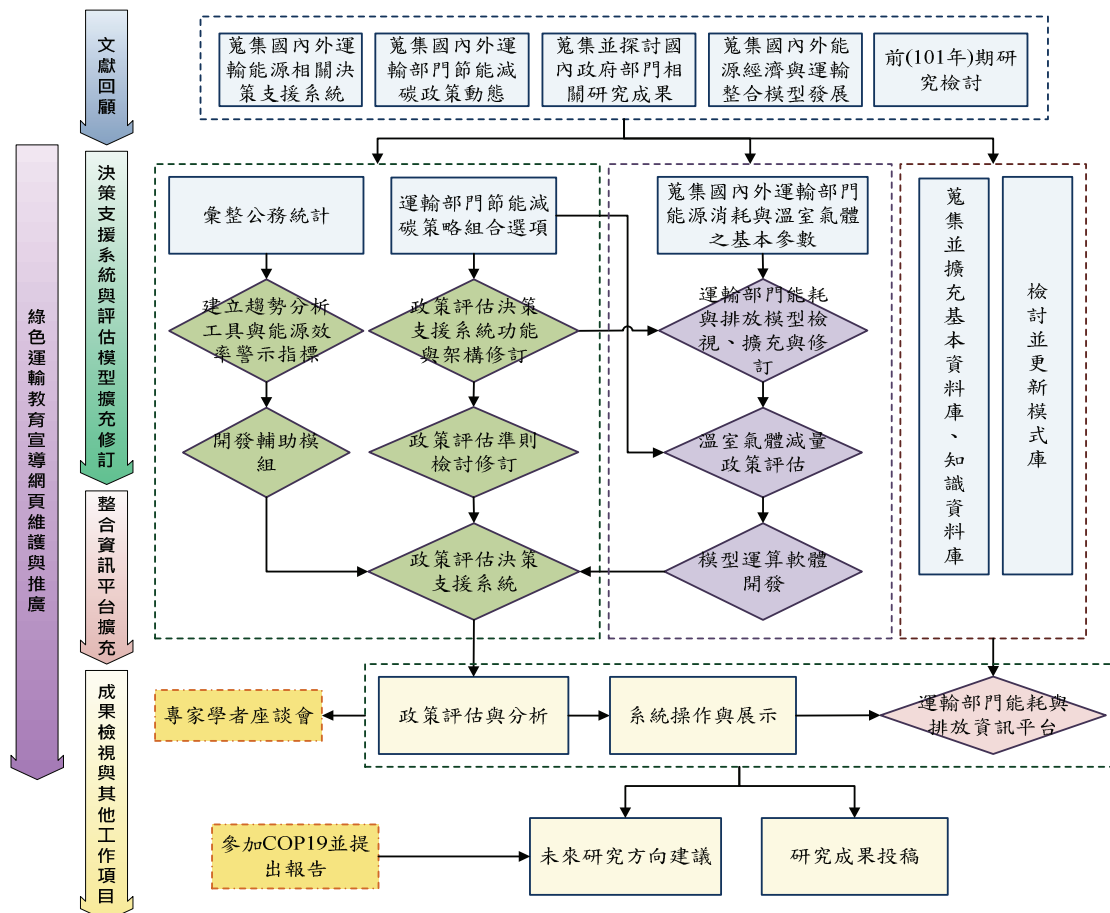 文獻回顧
蒐集國內外運
輸能源相關決
策支援系統
蒐集國內外運
輸部門節能減
碳政策動態
蒐集並探討國
內政府部門相
關研究成果
蒐集國內外能
源經濟與運輸
整合模型發展
前(101年)期研
究檢討
綠色運輸教育宣導網頁維護與推廣
決策支援系統與評估模型擴充修訂
彙整公務統計
運輸部門節能減
碳策略組合選項
蒐集國內外運輸部門
能源消耗與溫室氣體
之基本參數
蒐集並擴充基本資料庫、知識資料庫
檢討並更新模式庫
建立趨勢分析
工具與能源效
率警示指標
政策評估決策
支援系統功能
與架構修訂
運輸部門能耗
與排放模型檢
視、擴充與修
訂
開發輔助模
組
政策評估準則
檢討修訂
溫室氣體減量
政策評估
整合資訊平台擴充
政策評估決策
支援系統
模型運算軟體
開發
成果檢視與其他工作項目
專家學者座談會
政策評估與分析
系統操作與展示
運輸部門能耗與
排放資訊平台
參加COP19並提
出報告
未來研究方向建議
研究成果投稿